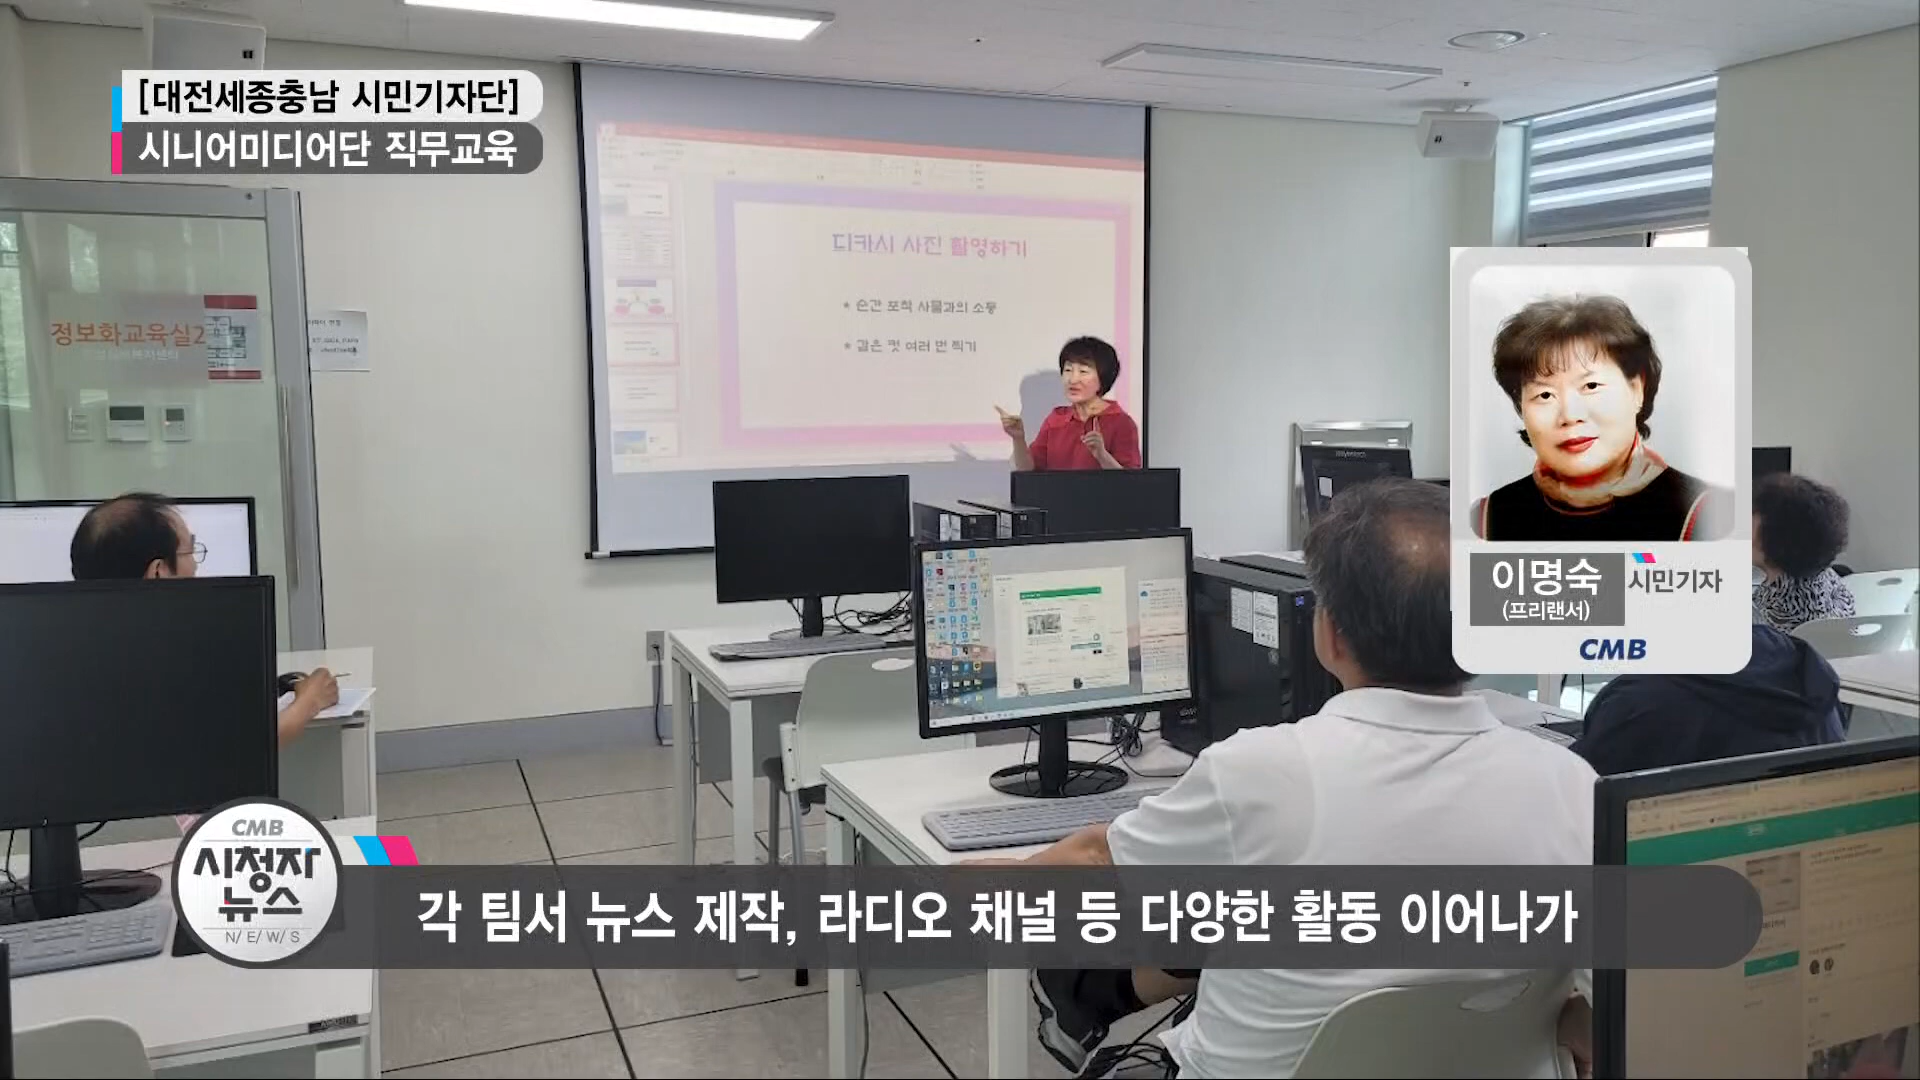 [대전세종충남 시민기자단]
시니어미디어단 직무교육
디카시 사진 촬영하기
* 순간 포착 사물과의 소통
* 같은 컷 여러 번 찍기
정보화교육실2
이명숙
(프리랜서)
시민기자
CMB
CMB
시청자
뉴스
N/E/W/S
각 팀서 뉴스 제작, 라디오 채널 등 다양한 활동 이어나가